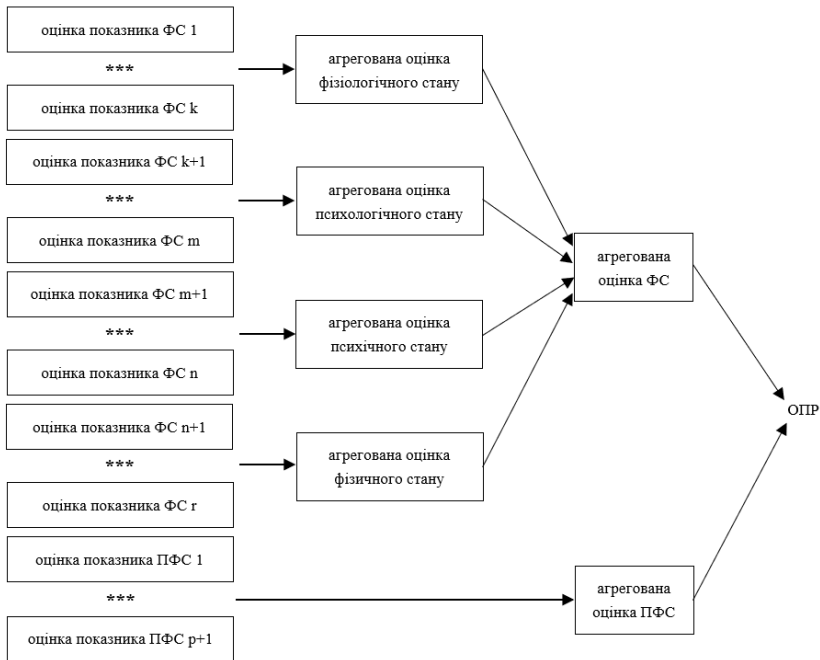 оцінка показника ФС 1
***
оцінка показника ФС k
агрегована оцінка
фізіологічного стану
оцінка показника ФС k+1
***
оцінка показника ФС m
агрегована оцінка
психологічного стану
оцінка показника ФС m+1
***
оцінка показника ФС n
агрегована оцінка
психічного стану
оцінка показника ФС n+1
***
оцінка показника ФС r
агрегована оцінка
фізичного стану
агрегована
оцінка ФС
оцінка показника ПФС 1
***
оцінка показника ПФС p+1
агрегована
оцінка ПФС
ОПР